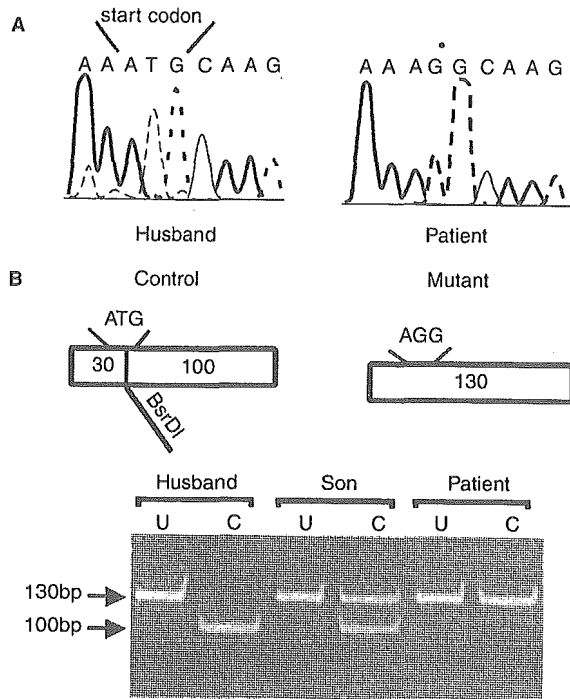 A
start codon
A A A T G C A A G
A A A G G C A A G
Husband
Patient
B
Control
Mutant
ATG
AGG
30
100
130
BsrDI
Husband
Son
Patient
U C U C U C
130bp
100bp